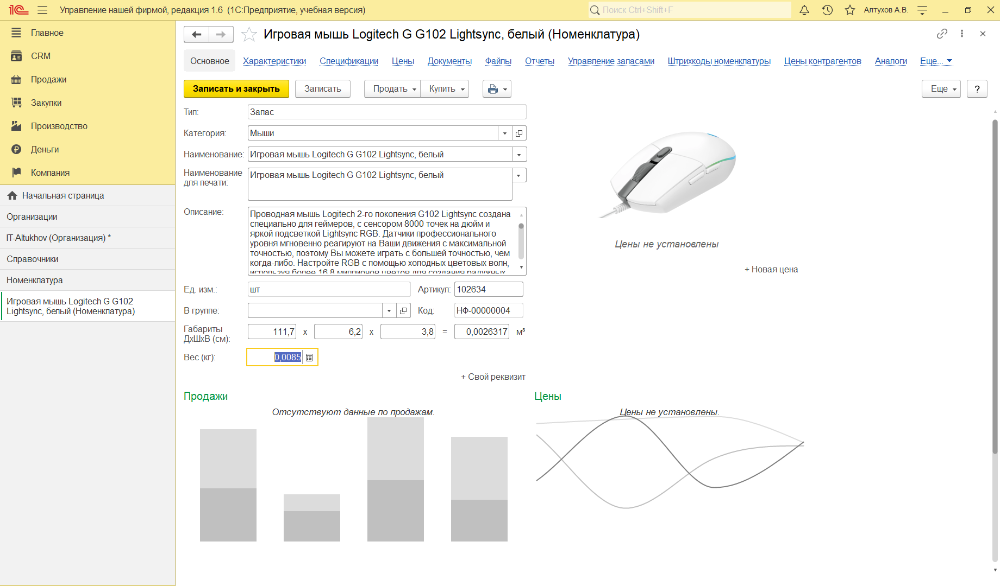 Управление нашей фирмой, редакция 1.6 (1С:Предприятие, учебная версия)
Поиск Ctrl+Shift+F
Алтухов А.В.
Главное
CRM
Продажи
Закупки
Производство
Деньги
Компания
Начальная страница
Организации
IT-Altukhov (Организация) *
Справочники
Номенклатура
Игровая мышь Logitech G G102
Lightsync, белый (Номенклатура)
Игровая мышь Logitech G G102 Lightsync, белый (Номенклатура)
Основное Характеристики Спецификации Цены Документы Файлы Отчеты Управление запасами Штрихкоды номенклатуры Цены контрагентов Аналоги Еще...
Записать и закрыть Записать Продать Купить Еще ?
Тип: Запас
Категория: Мыши
Наименование: Игровая мышь Logitech G G102 Lightsync, белый
Наименование
для печати:
Игровая мышь Logitech G G102 Lightsync, белый
Описание:
Проводная мышь Logitech 2-го поколения G102 Lightsync создана
специально для геймеров, с сенсором 8000 точек на дюйм и
яркой подсветкой Lightsync RGB. Датчики профессионального
уровня мгновенно реагируют на Ваши движения с максимальной
точностью, поэтому Вы можете играть с большей точностью, чем
когда-либо. Настройте RGB с помощью холодных цветовых волн,
используя более 16,8 миллионов цветов для создания радужных
Цены не установлены
+ Новая цена
Ед. изм.: шт Артикул: 102634
В группе: Код: НФ-00000004
Габариты
ДхШхВ (см):
111,7 x 6,2 x 3,8 = 0,0026317 м³
Вес (кг): 0,0085
+ Свой реквизит
Продажи
Отсутствуют данные по продажам.
Цены
Цены не установлены.